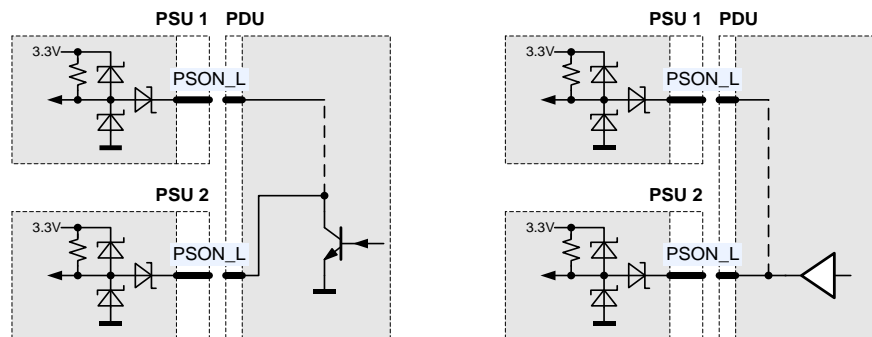 PSU 1 PDU
3.3V
PSON_L
PSU 2
3.3V
PSON_L
PSU 1 PDU
3.3V
PSON_L
PSU 2
3.3V
PSON_L